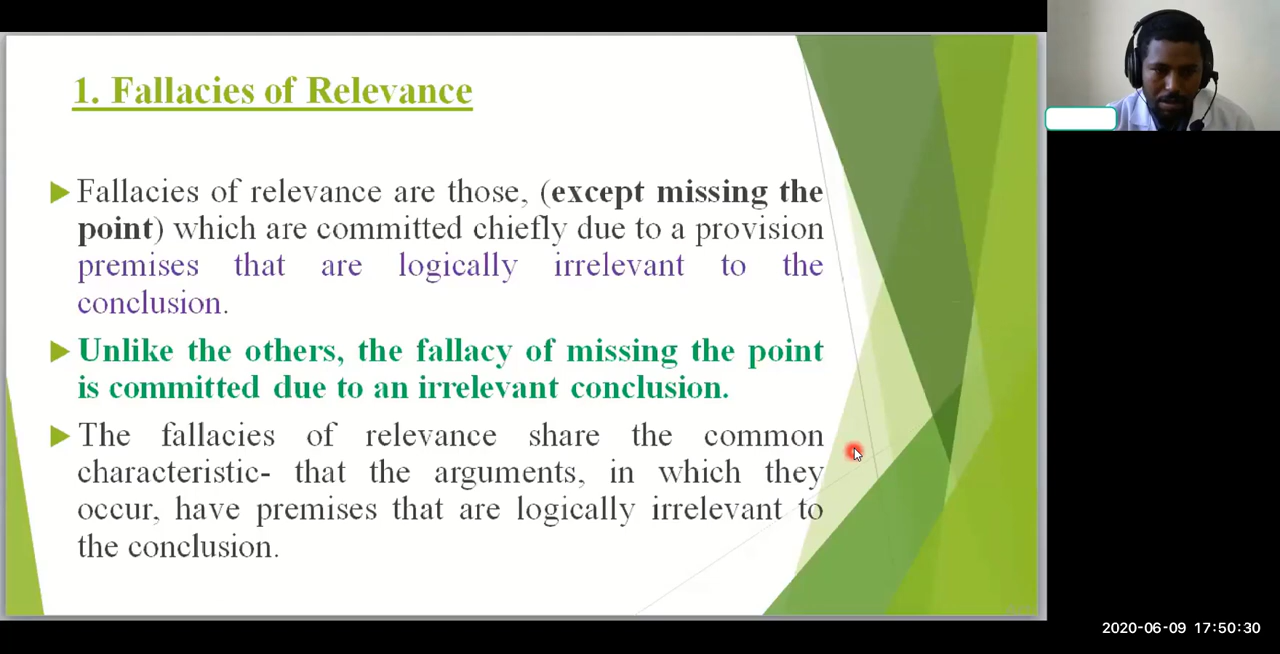 1. Fallacies of Relevance
Fallacies of relevance are those, (except missing the
point) which are committed chiefly due to a provision
premises that are logically irrelevant to the
conclusion.
Unlike the others, the fallacy of missing the point
is committed due to an irrelevant conclusion.
The fallacies of relevance share the common
characteristic- that the arguments, in which they
occur, have premises that are logically irrelevant to
the conclusion.
2020-06-09 17:50:30